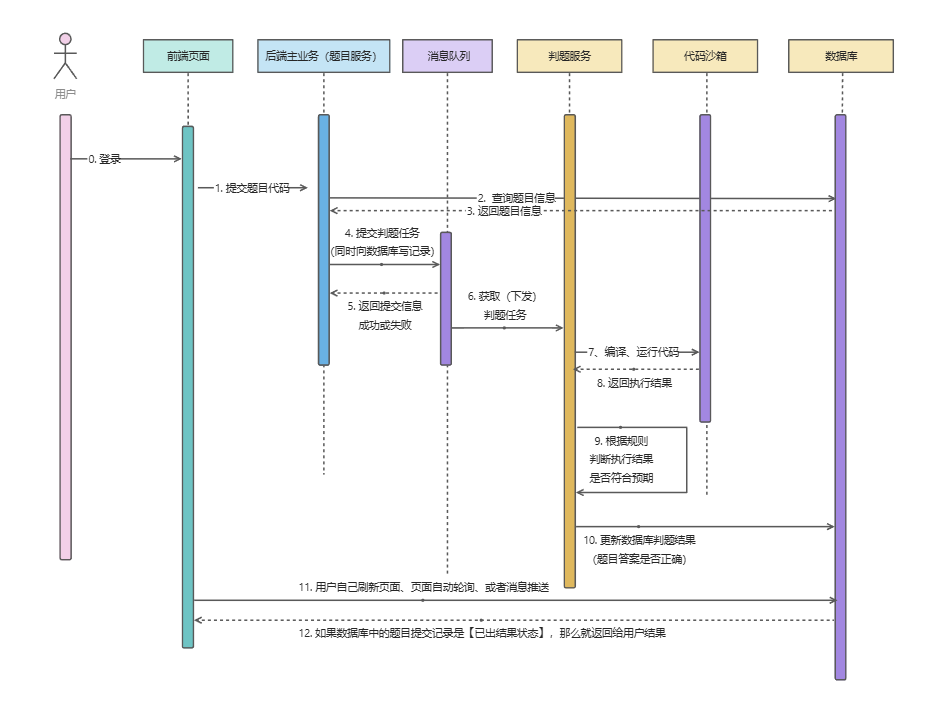 前端页面
后端主业务（题目服务）
消息队列
判题服务
代码沙箱
数据库
用户
0. 登录
1. 提交题目代码
2. 查询题目信息
3. 返回题目信息
4. 提交判题任务
(同时向数据库写记录)
5. 返回提交信息
成功或失败
6. 获取（下发）
判题任务
7、编译、运行代码
8. 返回执行结果
9. 根据规则
判断执行结果
是否符合预期
10. 更新数据库判题结果
（题目答案是否正确）
11. 用户自己刷新页面、页面自动轮询、或者消息推送
12. 如果数据库中的题目提交记录是【已出结果状态】，那么就返回给用户结果